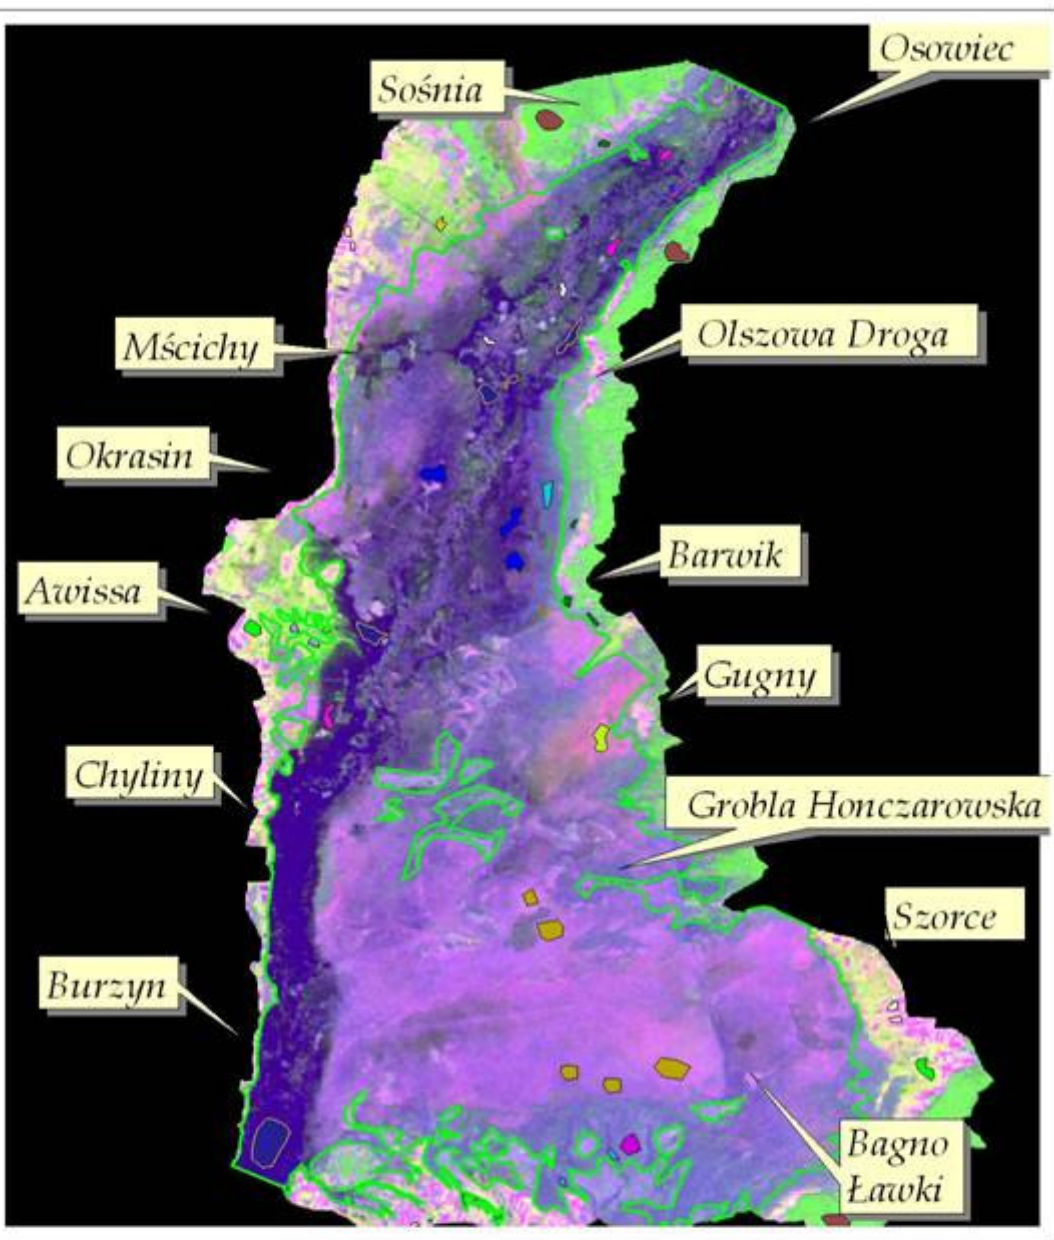 Osowiec
Sośnia
Mścichy
Olszowa Droga
Okrasin
Barwik
Awissa
Gugny
Chyliny
Grobla Honczarowska
Szorce
Burzyn
Bagno
Ławki